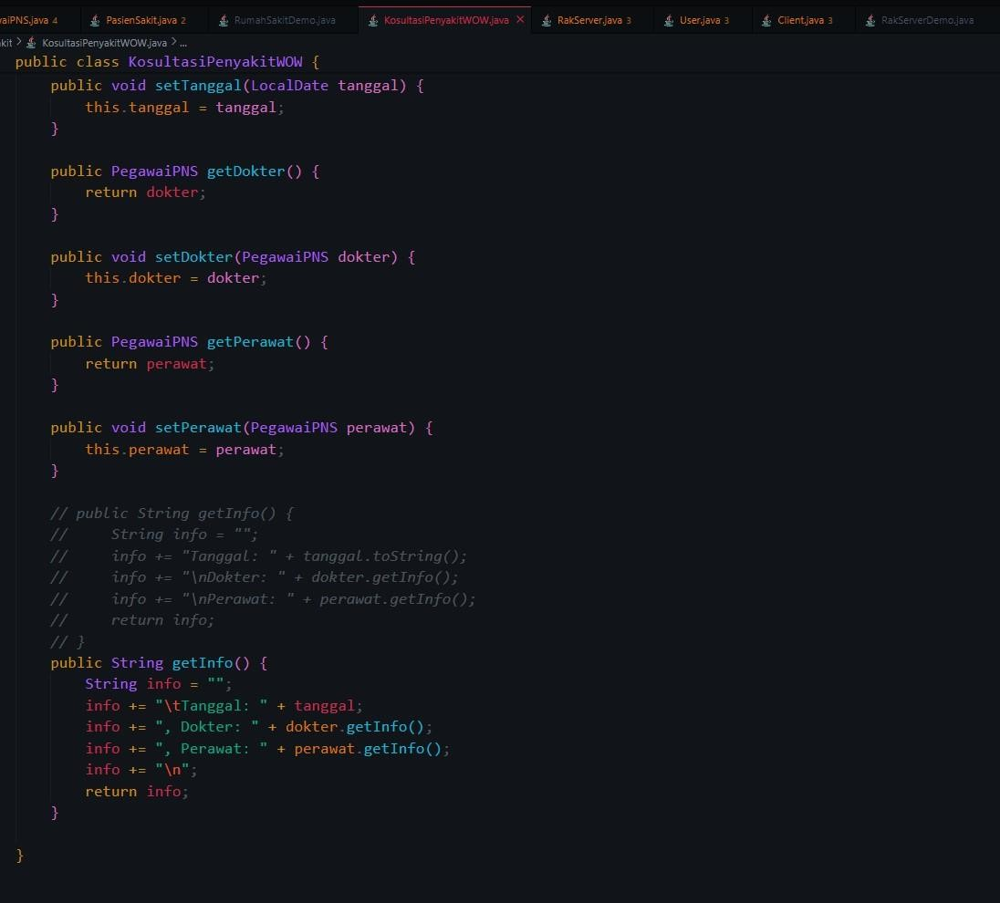 vaiPNS.java 4 PasienSakit.java 2 RumahSakitDemo.java KosultasiPenyakitWOW.java × RakServer.java 3 User.java 3 Client.java 3 RakServerDemo.java
kit > KosultasiPenyakitWOW.java > ...
public class KosultasiPenyakitWOW {
    public void setTanggal(LocalDate tanggal) {
        this.tanggal = tanggal;
    }
    public PegawaiPNS getDokter() {
        return dokter;
    }
    public void setDokter(PegawaiPNS dokter) {
        this.dokter = dokter;
    }
    public PegawaiPNS getPerawat() {
        return perawat;
    }
    public void setPerawat(PegawaiPNS perawat) {
        this.perawat = perawat;
    }
    // public String getInfo() {
    //     String info = "";
    //     info += "Tanggal: " + tanggal.toString();
    //     info += "\nDokter: " + dokter.getInfo();
    //     info += "\nPerawat: " + perawat.getInfo();
    //     return info;
    // }
    public String getInfo() {
        String info = "";
        info += "\tTanggal: " + tanggal;
        info += ", Dokter: " + dokter.getInfo();
        info += ", Perawat: " + perawat.getInfo();
        info += "\n";
        return info;
    }
}